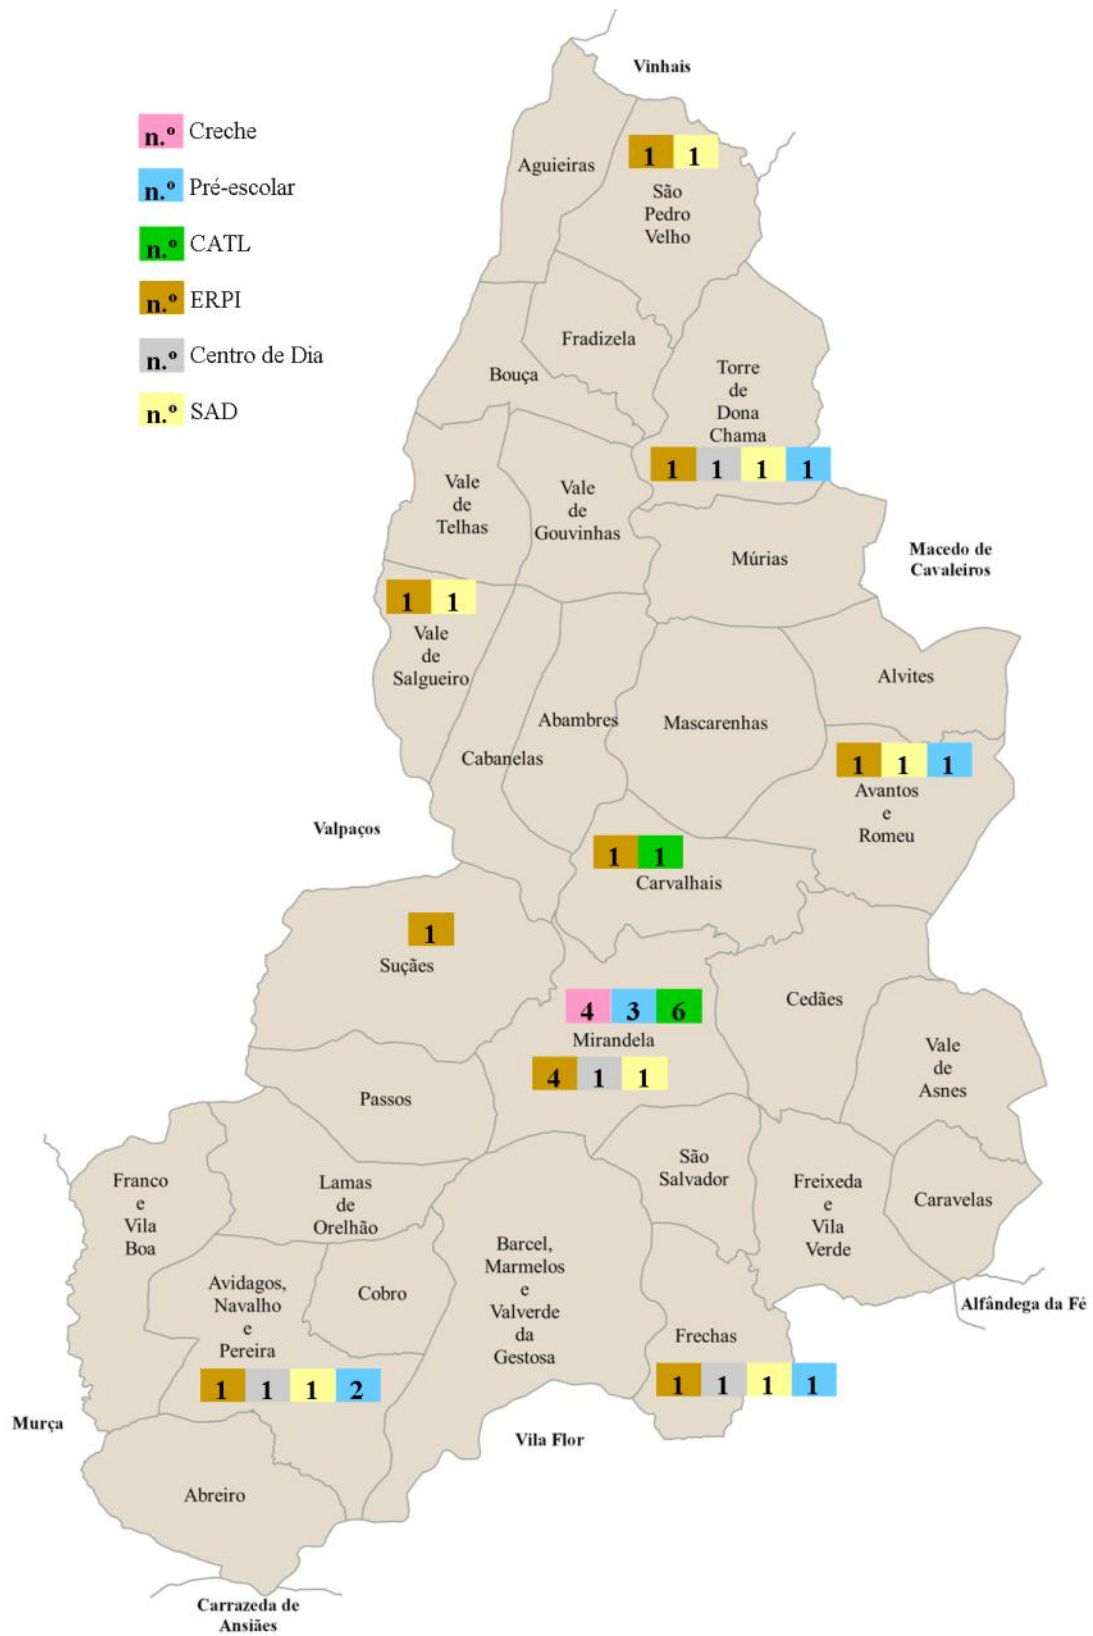 Vinhais
n.º Creche
n.º Pré-escolar
n.º CATL
n.º ERPI
n.º Centro de Dia
n.º SAD
Aguieiras
1 1
São
Pedro
Velho
Fradizela
Bouça
Torre
de
Dona
Chama
1 1 1 1
Vale
de
Telhas
Vale
de
Gouvinhas
Múrias
Macedo de
Cavaleiros
1 1
Vale
de
Salgueiro
Alvites
Abambres
Mascarenhas
Cabanelas
1 1 1
Avantos
e
Romeu
Valpaços
1 1
Carvalhais
1
Suçães
4 3 6
Mirandela
4 1 1
Cedães
Vale
de
Asnes
Passos
São
Salvador
Franco
e
Vila
Boa
Lamas
de
Orelhão
Freixeda
e
Vila
Verde
Caravelas
Barcel,
Marmelos
e
Valverde
da
Gestosa
Avidagos,
Navalho
e
Pereira
1 1 1 2
Cobro
Alfândega da Fé
Frechas
1 1 1 1
Murça
Vila Flor
Abreiro
Carrazeda de
Ansiães